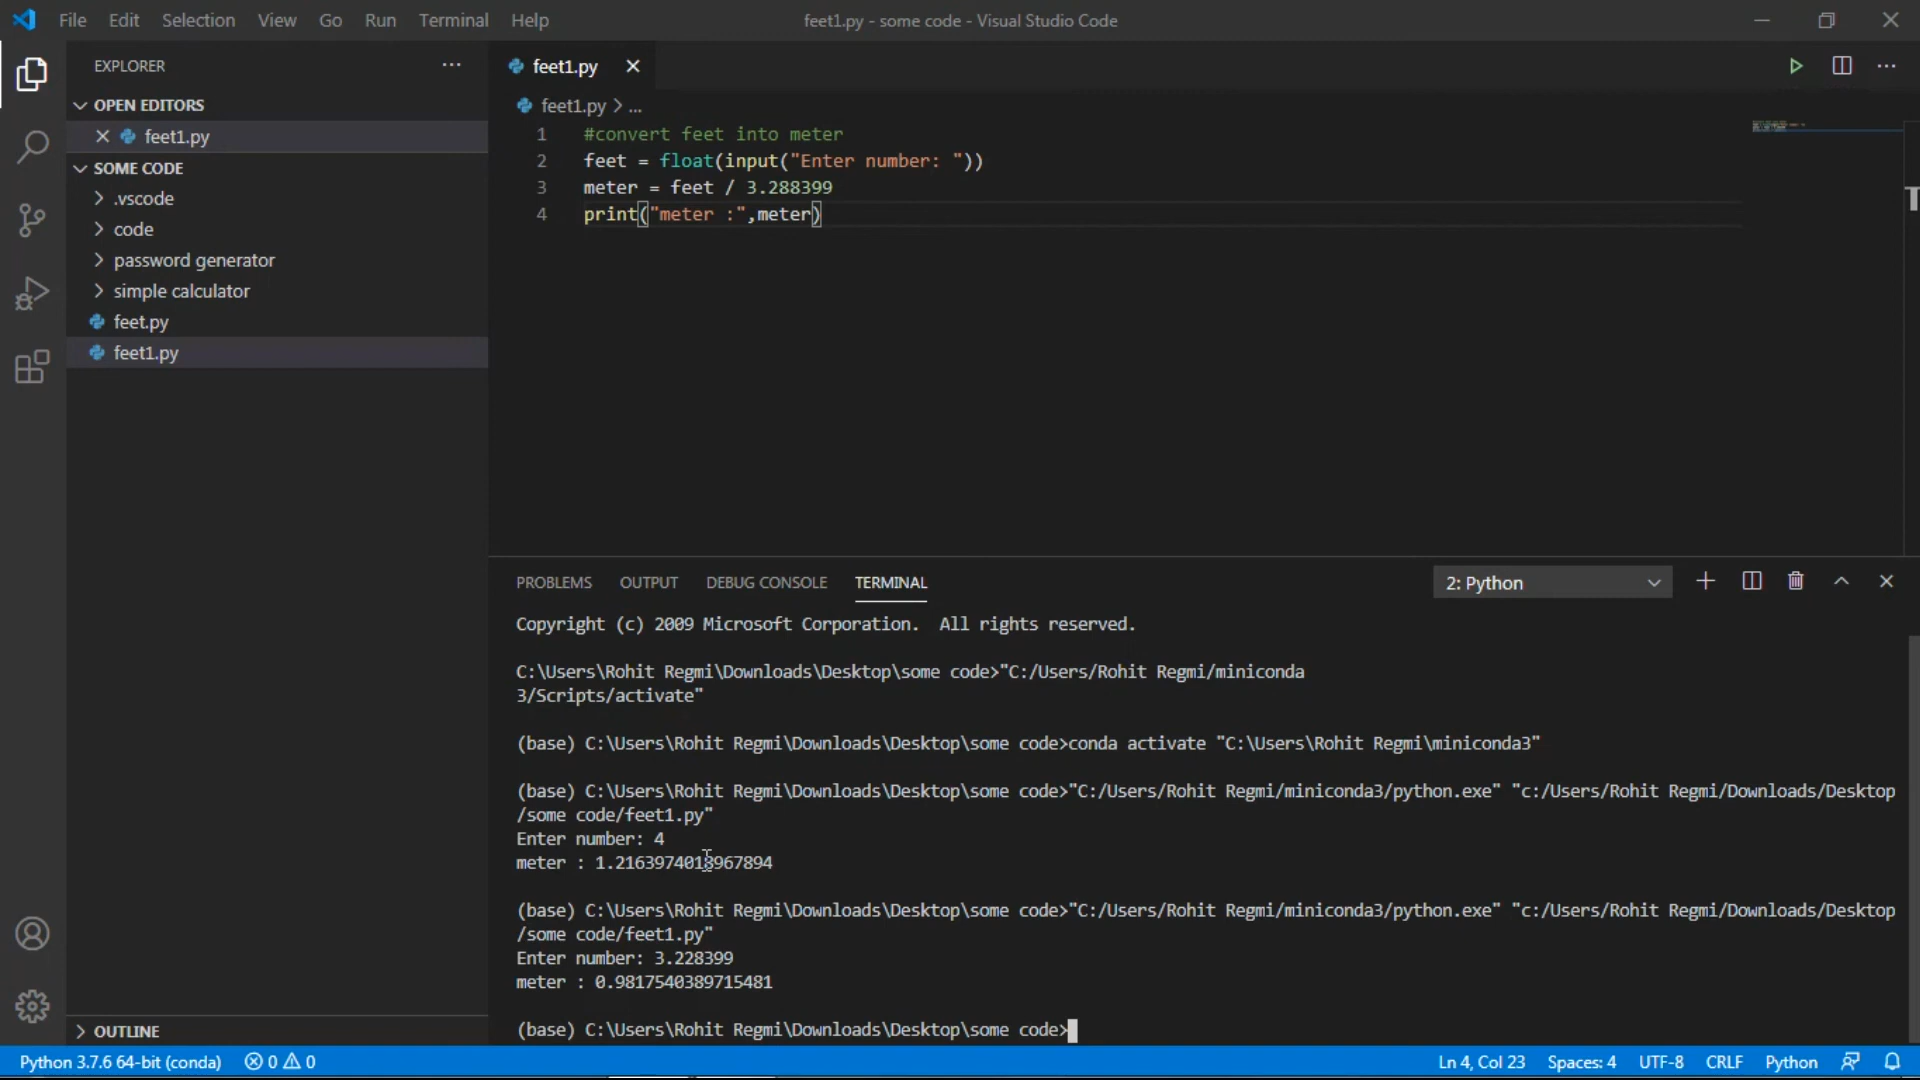 File Edit Selection View Go Run Terminal Help
feet1.py - some code - Visual Studio Code
EXPLORER
OPEN EDITORS
feet1.py
SOME CODE
.vscode
code
password generator
simple calculator
feet.py
feet1.py
OUTLINE
feet1.py
feet1.py > ...
1 #convert feet into meter
2 feet = float(input("Enter number: "))
3 meter = feet / 3.288399
4 print("meter :",meter)
PROBLEMS OUTPUT DEBUG CONSOLE TERMINAL
2: Python
Copyright (c) 2009 Microsoft Corporation.  All rights reserved.
C:\Users\Rohit Regmi\Downloads\Desktop\some code>"C:/Users/Rohit Regmi/miniconda
3/Scripts/activate"
(base) C:\Users\Rohit Regmi\Downloads\Desktop\some code>conda activate "C:\Users\Rohit Regmi\miniconda3"
(base) C:\Users\Rohit Regmi\Downloads\Desktop\some code>"C:/Users/Rohit Regmi/miniconda3/python.exe" "c:/Users/Rohit Regmi/Downloads/Desktop
/some code/feet1.py"
Enter number: 4
meter : 1.2163974018967894
(base) C:\Users\Rohit Regmi\Downloads\Desktop\some code>"C:/Users/Rohit Regmi/miniconda3/python.exe" "c:/Users/Rohit Regmi/Downloads/Desktop
/some code/feet1.py"
Enter number: 3.228399
meter : 0.9817540389715481
(base) C:\Users\Rohit Regmi\Downloads\Desktop\some code>
Python 3.7.6 64-bit (conda) 0 0 Ln 4, Col 23 Spaces: 4 UTF-8 CRLF Python